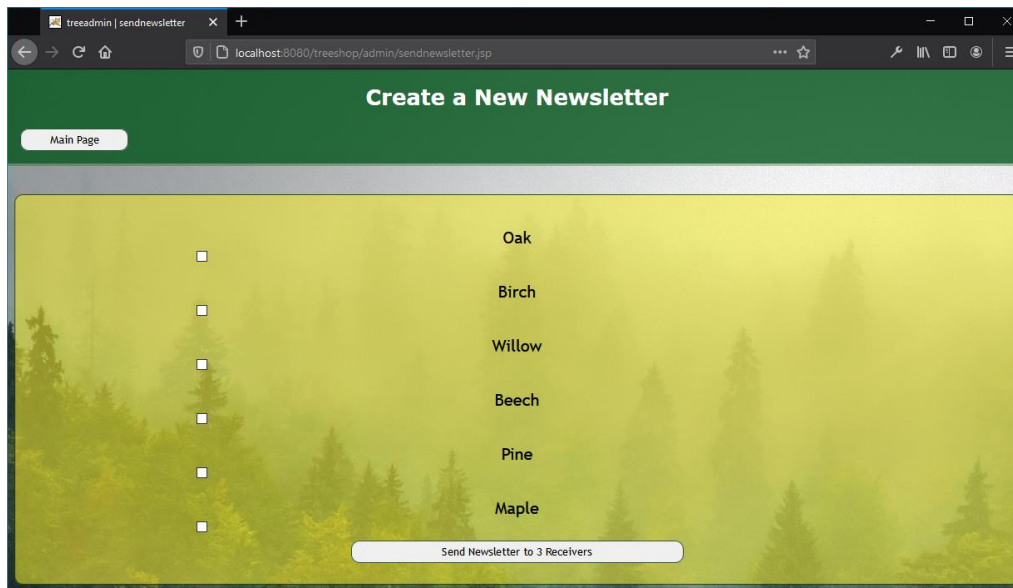 treeadmin | sendnewsletter
localhost:8080/treeshop/admin/sendnewsletter.jsp
Create a New Newsletter
Main Page
Oak
Birch
Willow
Beech
Pine
Maple
Send Newsletter to 3 Receivers